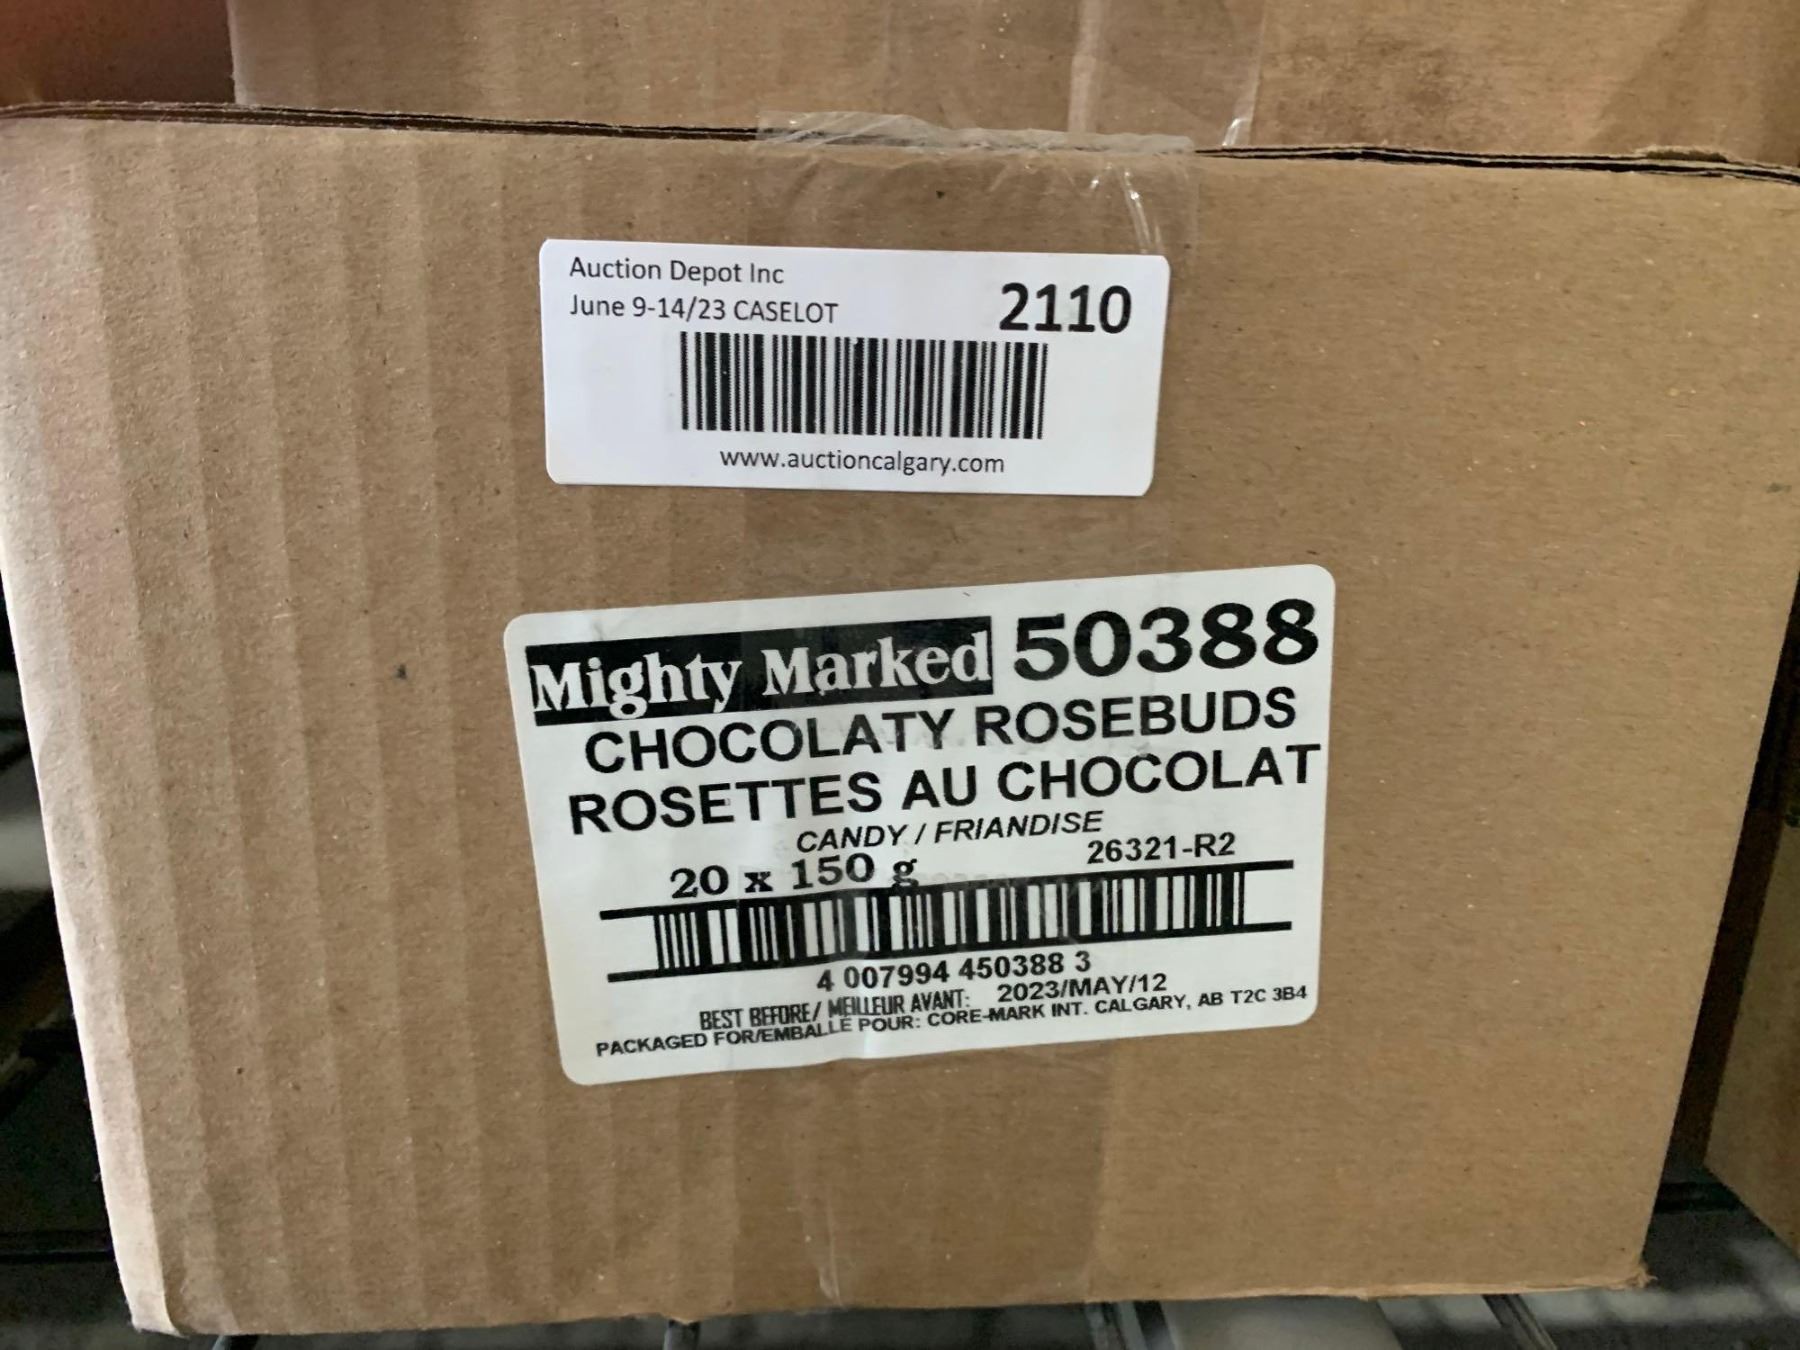 Auction Depot Inc
June 9-14/23 CASELOT
2110
www.auctioncalgary.com
Mighty Marked 50388
CHOCOLATY ROSEBUDS
ROSETTES AU CHOCOLAT
CANDY / FRIANDISE
20 x 150 g
26321-R2
4 007994 450388 3
BEST BEFORE/ MEILLEUR AVANT: 2023/MAY/12
PACKAGED FOR/EMBALLÉ POUR: CORE-MARK INT. CALGARY, AB T2C 3B4